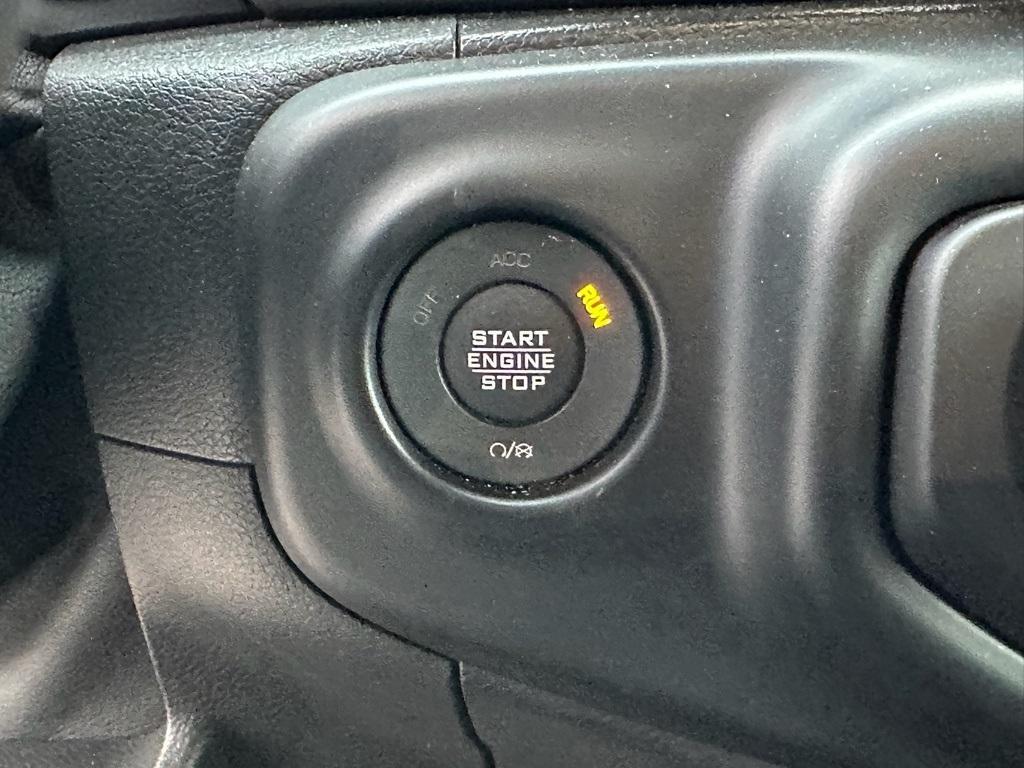 ACC
OFF
RUN
START
ENGINE
STOP